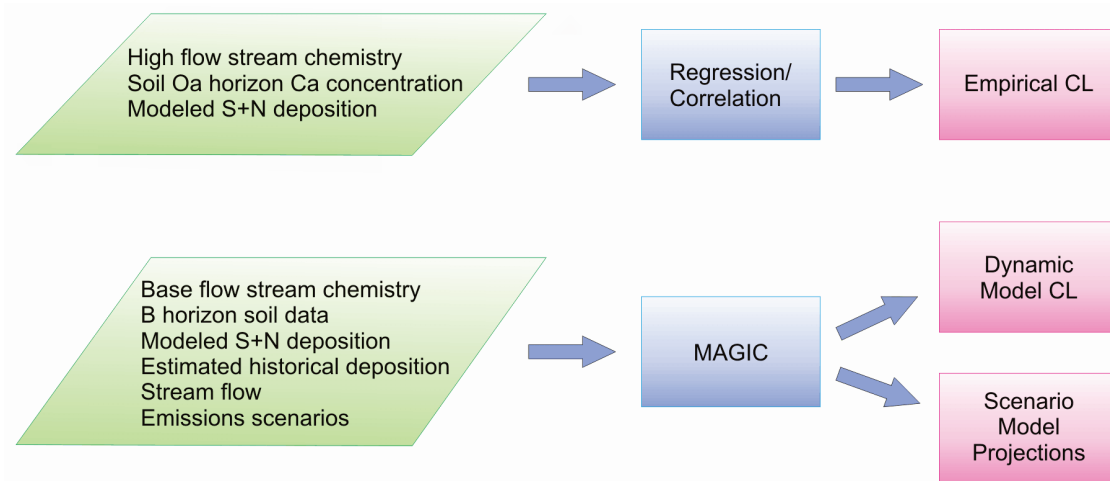 High flow stream chemistry
Soil Oa horizon Ca concentration
Modeled S+N deposition
Regression/
Correlation
Empirical CL
Base flow stream chemistry
B horizon soil data
Modeled S+N deposition
Estimated historical deposition
Stream flow
Emissions scenarios
MAGIC
Dynamic
Model CL
Scenario
Model
Projections